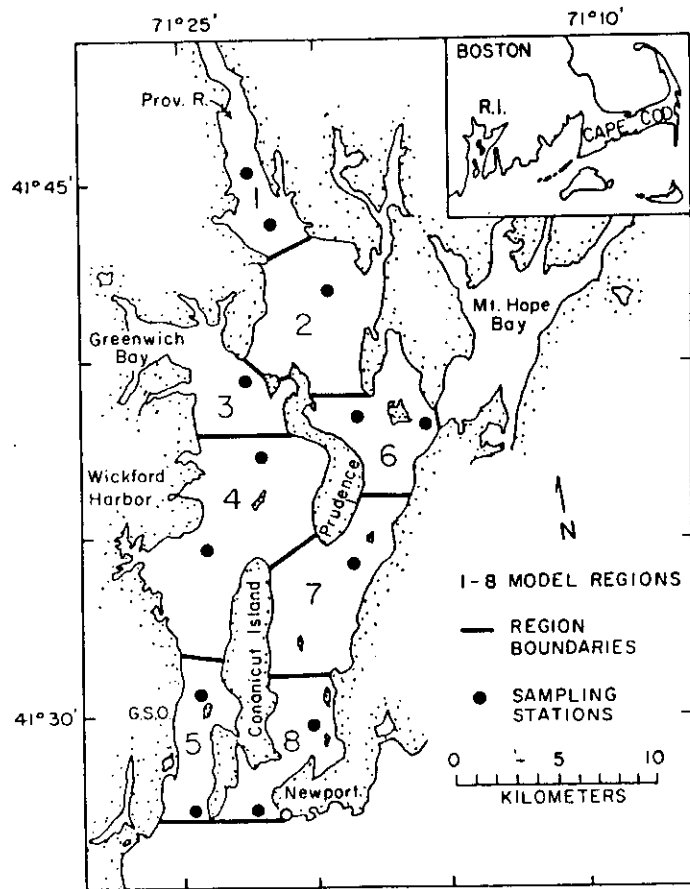 71° 25'
71° 10'
BOSTON
R.I.
CAPE COD
Prov. R.
41° 45'
1
2
Mt. Hope
Bay
Greenwich
Bay
3
6
4
Wickford
Harbor
Prudence
N
7
1-8 MODEL REGIONS
REGION
BOUNDARIES
Conanicut Island
SAMPLING
STATIONS
41° 30'
G.S.O.
5
8
0 5 10
KILOMETERS
Newport